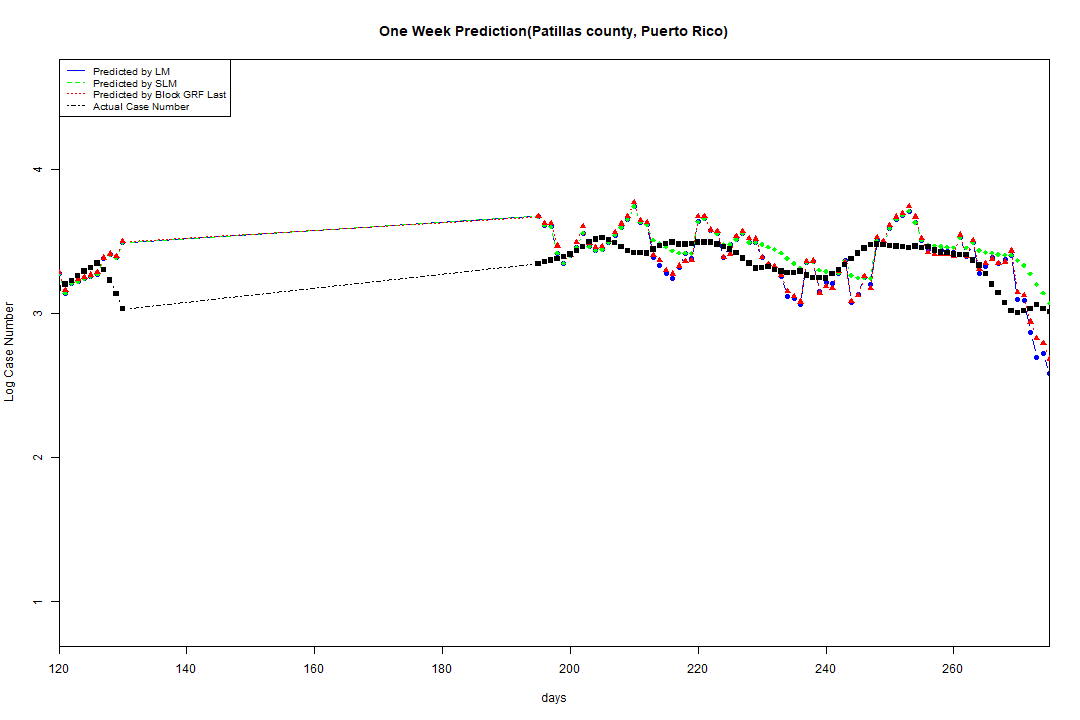 One Week Prediction(Patillas county, Puerto Rico)
Predicted by LM
Predicted by SLM
Predicted by Block GRF Last
Actual Case Number
Log Case Number
4
3
2
1
120 140 160 180 200 220 240 260
days